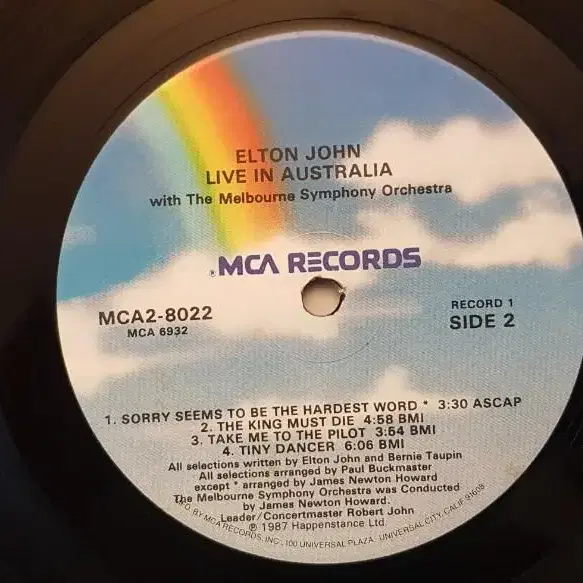 ELTON JOHN
LIVE IN AUSTRALIA
with The Melbourne Symphony Orchestra
®MCA RECORDS
MCA2-8022
MCA 6932
RECORD 1
SIDE 2
1. SORRY SEEMS TO BE THE HARDEST WORD * 3:30 ASCAP
2. THE KING MUST DIE 4:58 BMI
3. TAKE ME TO THE PILOT 3:54 BMI
4. TINY DANCER 6:06 BMI
All selections written by Elton John and Bernie Taupin
All selections arranged by Paul Buckmaster
except * arranged by James Newton Howard
The Melbourne Symphony Orchestra was Conducted
by James Newton Howard.
Leader/Concertmaster Robert John
℗ 1987 Happenstance Ltd.
MFD. BY MCA RECORDS, INC., 100 UNIVERSAL PLAZA, UNIVERSAL CITY, CALIF. 91608